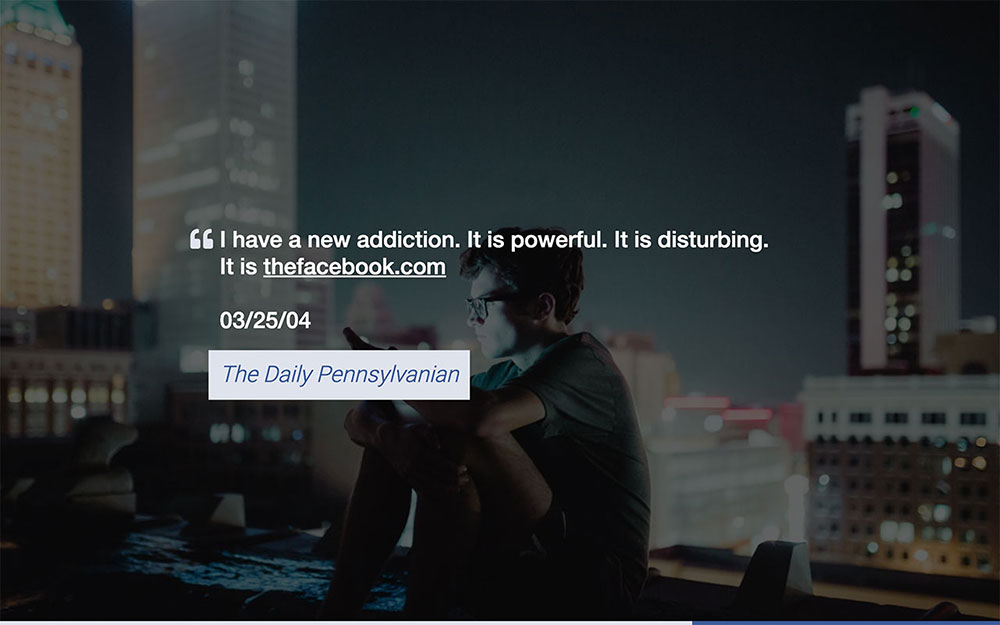 “ I have a new addiction. It is powerful. It is disturbing.
It is thefacebook.com
03/25/04
The Daily Pennsylvanian